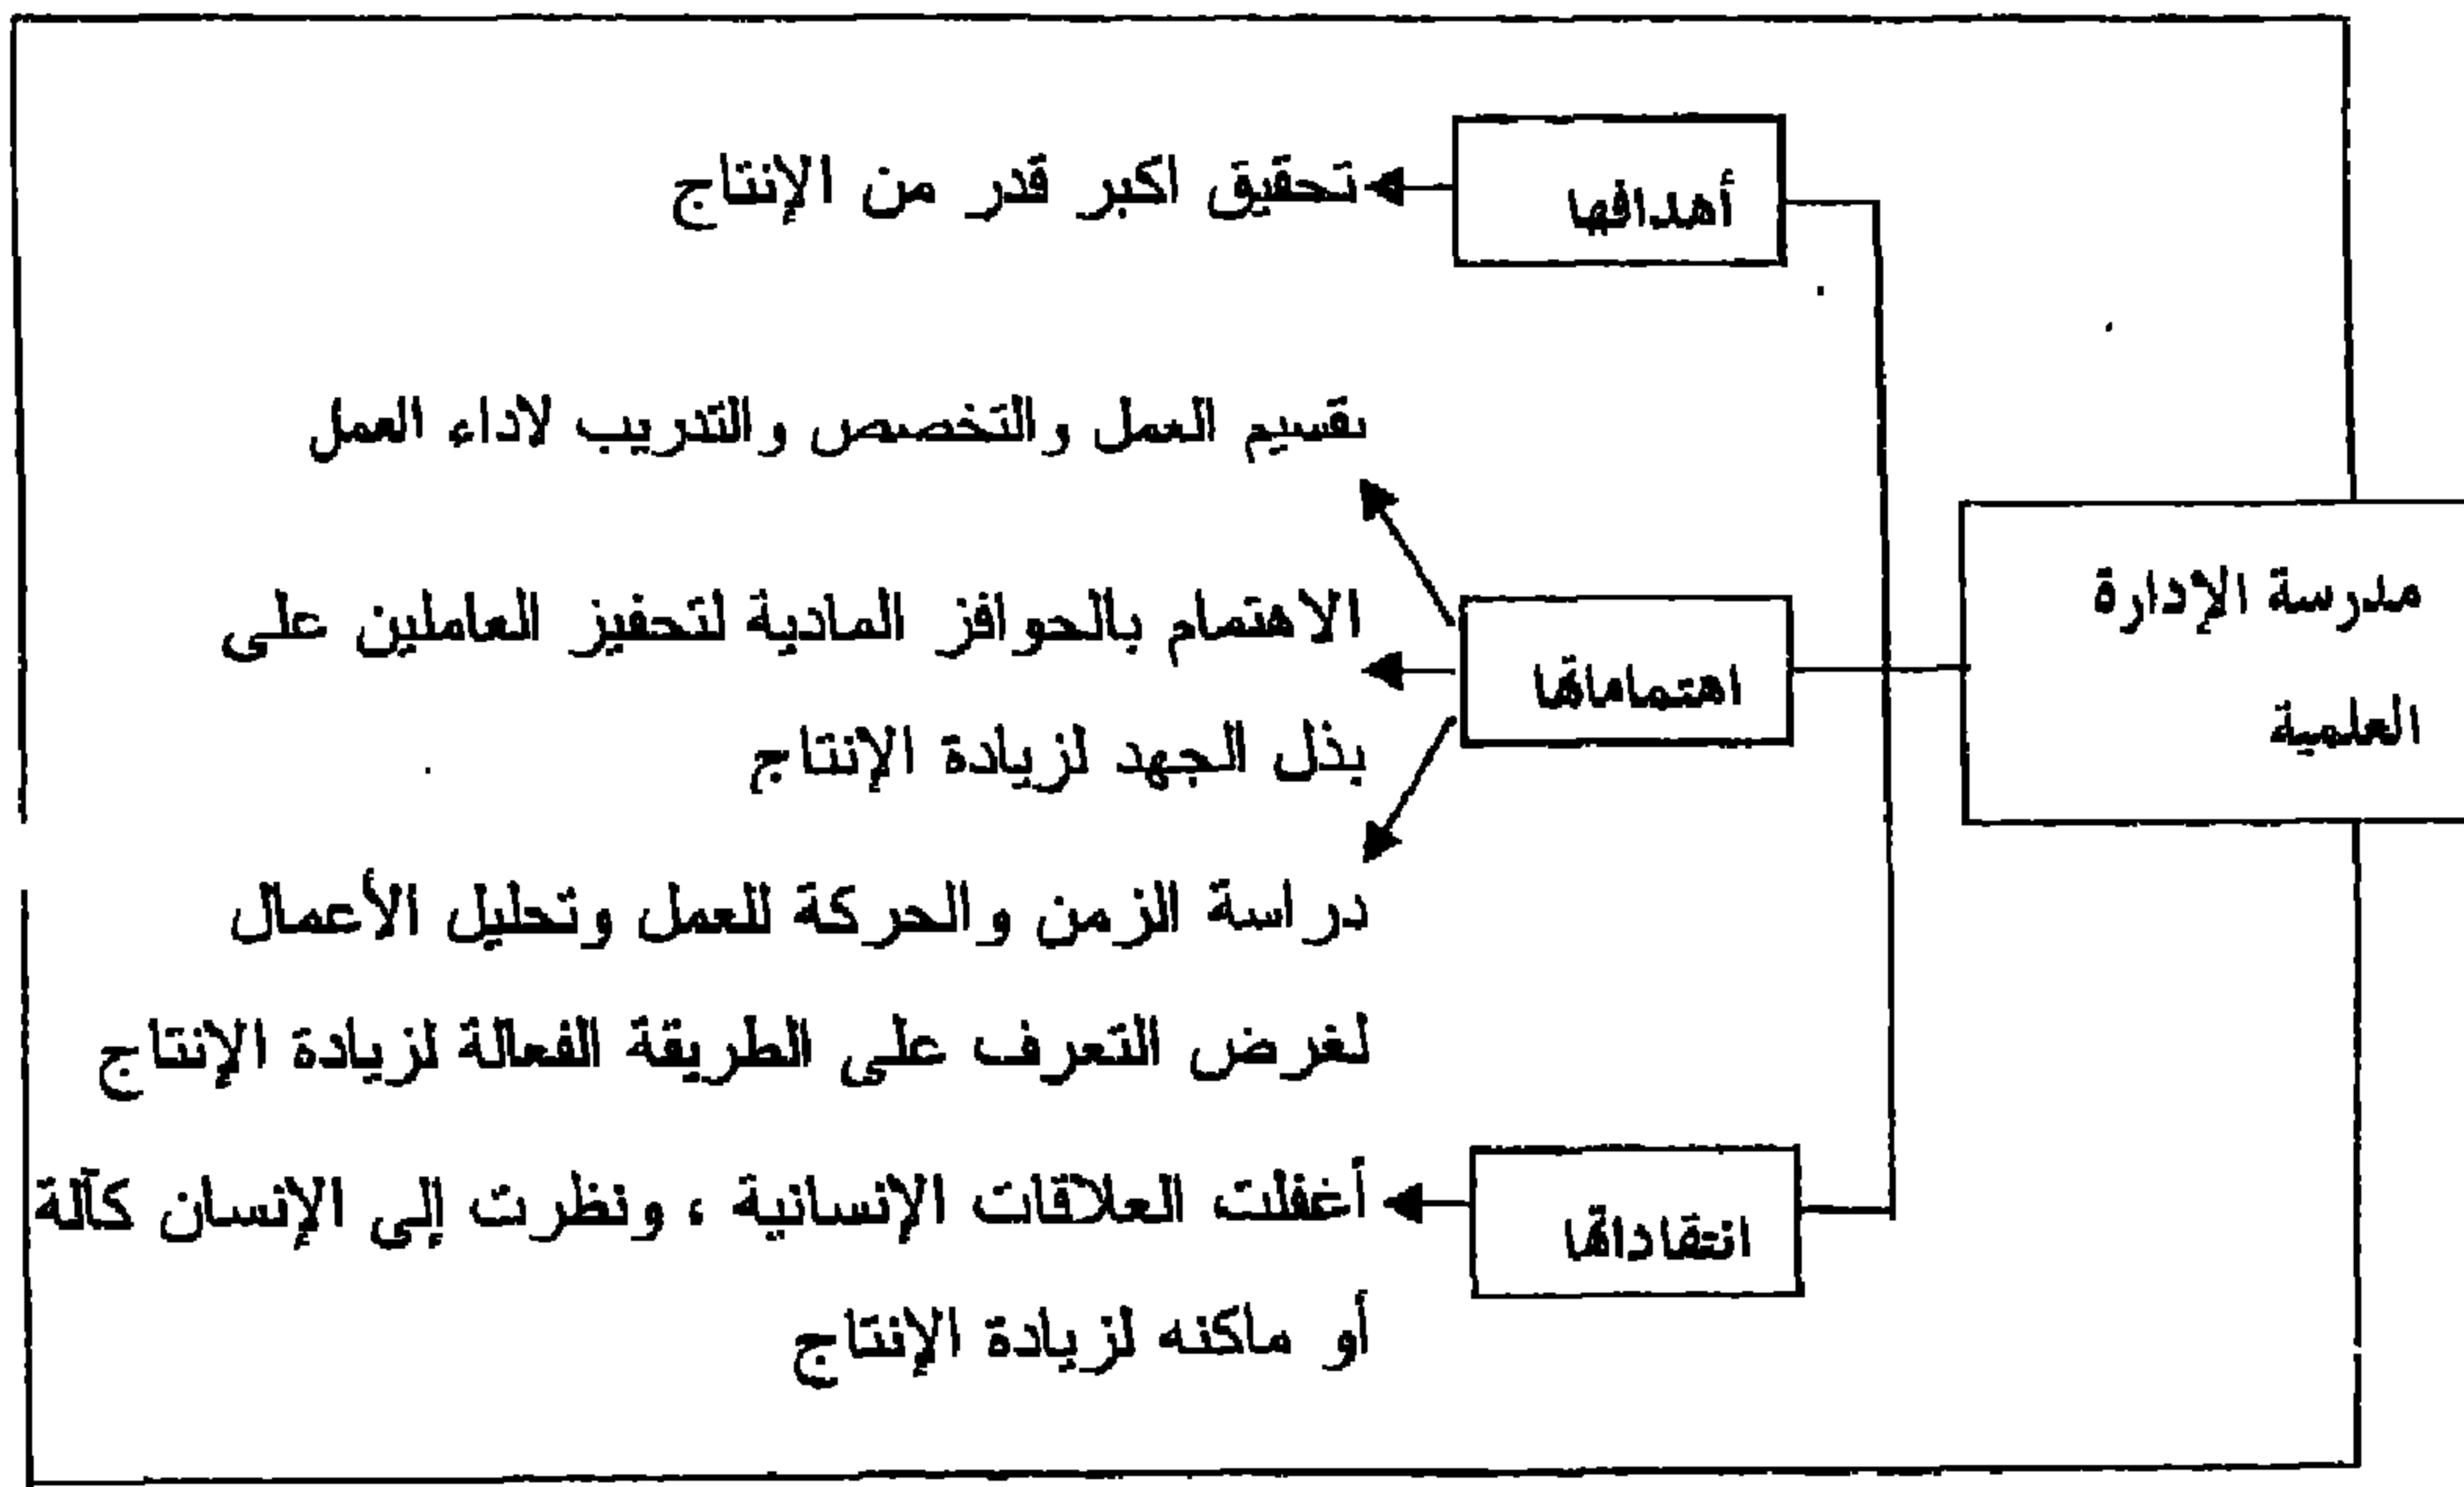 مدرسة الإدارة
العلمية
أهدافها
تحقيق اكبر قدر من الإنتاج
اهتماماتها
تقسيم العمل والتخصص والتدريب لاداء العمل
الاهتمام بالحوافز المادية لتحفيز العاملين على
بذل الجهد لزيادة الإنتاج
دراسة الزمن والحركة للعمل وتحليل الأعمال
لغرض التعرف على الطريقة الفعالة لزيادة الإنتاج
انتقاداتها
أغفلت العلاقات الإنسانية ، ونظرت إلى الإنسان كآلة
أو ماكنه لزيادة الإنتاج